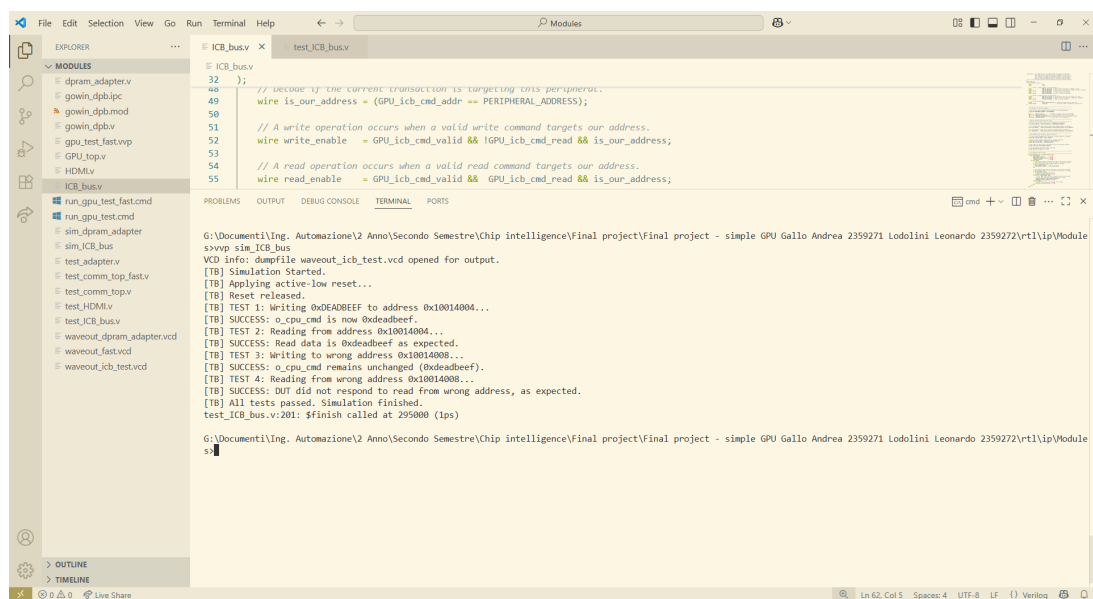 File Edit Selection View Go Run Terminal Help
Modules
EXPLORER
MODULES
dpram_adapter.v
gowin_dpb.ipc
gowin_dpb.mod
gowin_dpb.v
gpu_test_fast.vvp
GPU_top.v
HDMI.v
ICB_bus.v
run_gpu_test_fast.cmd
run_gpu_test.cmd
sim_dpram_adapter
sim_ICB_bus
test_adapter.v
test_comm_top_fast.v
test_comm_top.v
test_HDMI.v
test_ICB_bus.v
waveout_dpram_adapter.vcd
waveout_fast.vcd
waveout_icb_test.vcd
OUTLINE
TIMELINE
ICB_bus.v test_ICB_bus.v
ICB_bus.v
32 );
48 // Decode if the current transaction is targeting this peripheral.
49 wire is_our_address = (GPU_icb_cmd_addr == PERIPHERAL_ADDRESS);
50
51 // A write operation occurs when a valid write command targets our address.
52 wire write_enable = GPU_icb_cmd_valid && !GPU_icb_cmd_read && is_our_address;
53
54 // A read operation occurs when a valid read command targets our address.
55 wire read_enable = GPU_icb_cmd_valid && GPU_icb_cmd_read && is_our_address;
PROBLEMS OUTPUT DEBUG CONSOLE TERMINAL PORTS
cmd
G:\Documenti\Ing. Automazione\2 Anno\Secondo Semestre\Chip intelligence\Final project\Final project - simple GPU Gallo Andrea 2359271 Lodolini Leonardo 2359272\rtl\ip\Module
s>vvp sim_ICB_bus
VCD info: dumpfile waveout_icb_test.vcd opened for output.
[TB] Simulation Started.
[TB] Applying active-low reset...
[TB] Reset released.
[TB] TEST 1: Writing 0xDEADBEEF to address 0x10014004...
[TB] SUCCESS: o_cpu_cmd is now 0xdeadbeef.
[TB] TEST 2: Reading from address 0x10014004...
[TB] SUCCESS: Read data is 0xdeadbeef as expected.
[TB] TEST 3: Writing to wrong address 0x10014008...
[TB] SUCCESS: o_cpu_cmd remains unchanged (0xdeadbeef).
[TB] TEST 4: Reading from wrong address 0x10014008...
[TB] SUCCESS: DUT did not respond to read from wrong address, as expected.
[TB] All tests passed. Simulation finished.
test_ICB_bus.v:201: $finish called at 295000 (1ps)
G:\Documenti\Ing. Automazione\2 Anno\Secondo Semestre\Chip intelligence\Final project\Final project - simple GPU Gallo Andrea 2359271 Lodolini Leonardo 2359272\rtl\ip\Module
s>
0 0 0 Live Share
Ln 62, Col 5 Spaces: 4 UTF-8 LF {} Verilog